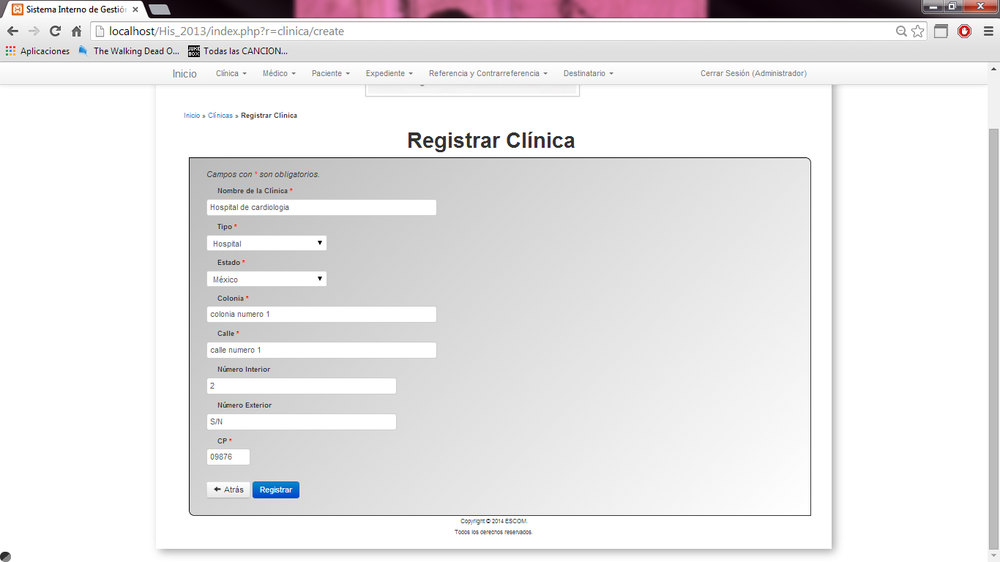 Sistema Interno de Gestión
localhost/His_2013/index.php?r=clinica/create
Aplicaciones The Walking Dead O... JUKE BOX Todas las CANCION...
Inicio Clínica Médico Paciente Expediente Referencia y Contrarreferencia Destinatario Cerrar Sesión (Administrador)
Inicio » Clínicas » Registrar Clínica
Registrar Clínica
Campos con * son obligatorios.
Nombre de la Clínica *
Hospital de cardiologia
Tipo *
Hospital
Estado *
México
Colonia *
colonia numero 1
Calle *
calle numero 1
Número Interior
2
Número Exterior
S/N
CP *
09876
Atrás Registrar
Copyright © 2014 ESCOM.
Todos los derechos reservados.